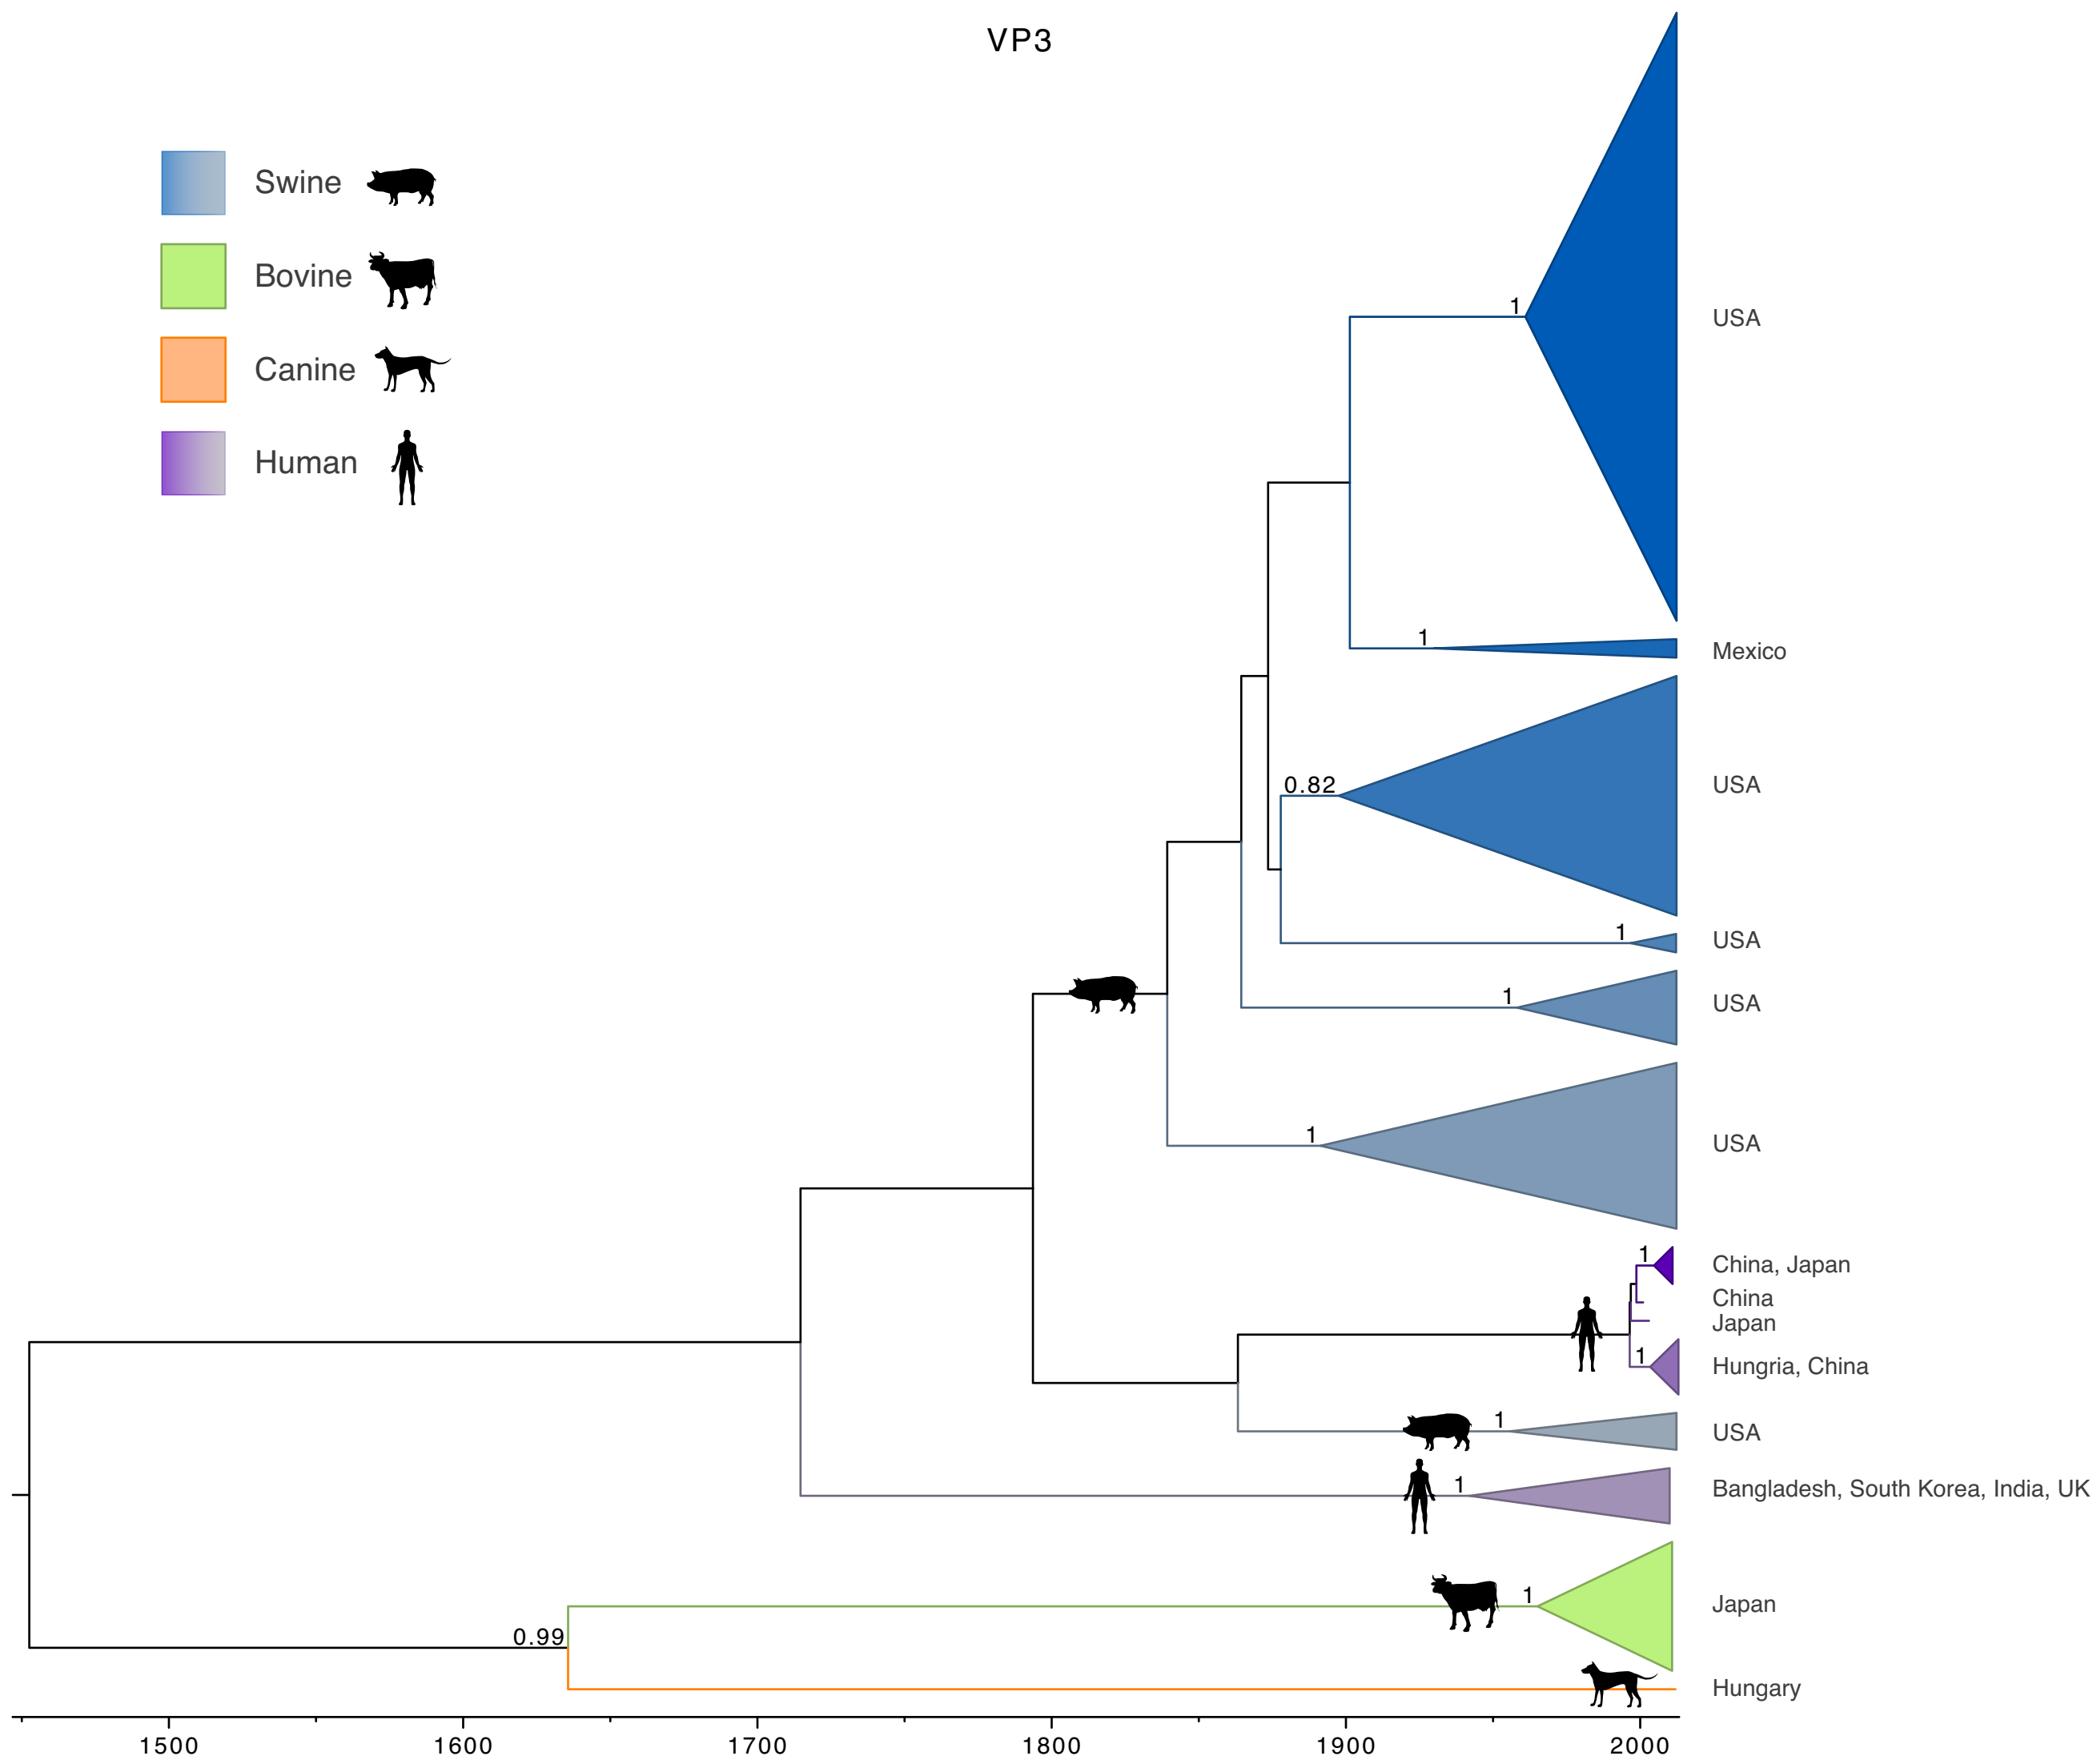 VP3
Swine
Bovine
Canine
Human
1
USA
1
Mexico
0.82
USA
1
USA
1
USA
1
USA
1
China, Japan
China
Japan
1
Hungria, China
1
USA
1
Bangladesh, South Korea, India, UK
1
Japan
0.99
Hungary
1500 1600 1700 1800 1900 2000